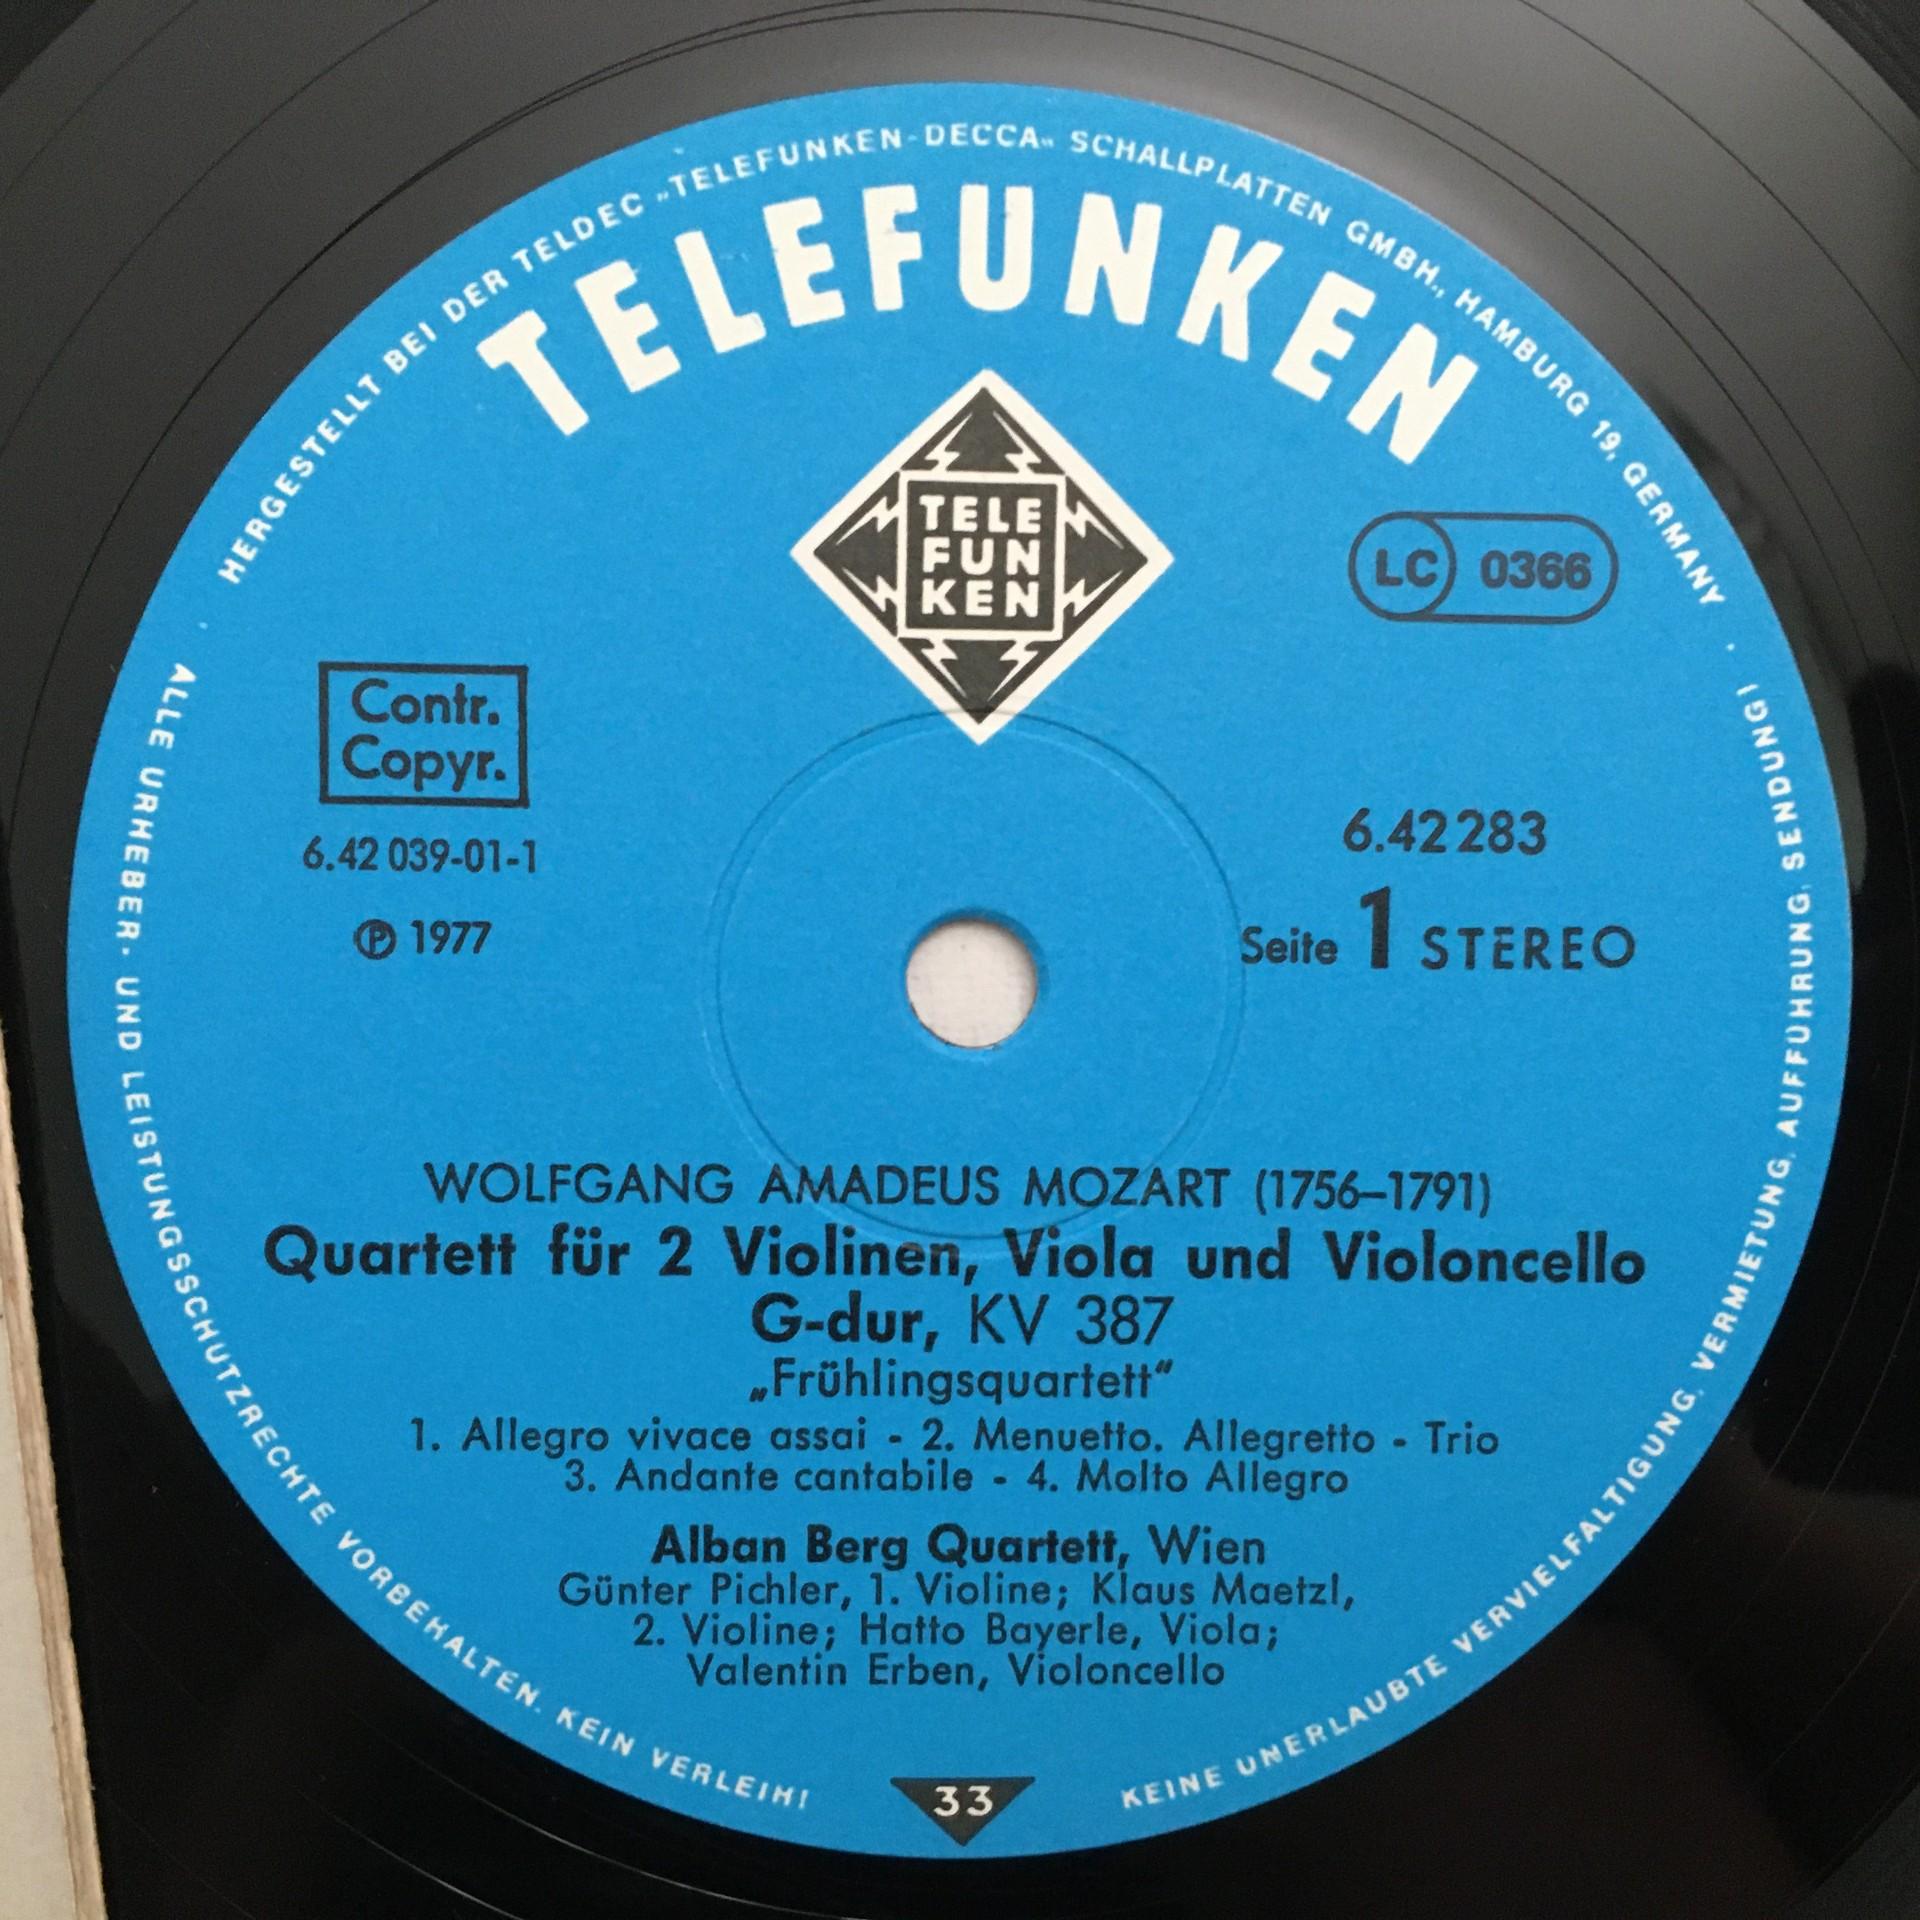 HERGESTELLT BEI DER TELDEC „TELEFUNKEN-DECCA“ SCHALLPLATTEN GMBH., HAMBURG 19, GERMANY
TELEFUNKEN
TELE
FUN
KEN
LC 0366
Contr.
Copyr.
6.42 039-01-1
Ⓟ 1977
6.42283
Seite 1 STEREO
WOLFGANG AMADEUS MOZART (1756–1791)
Quartett für 2 Violinen, Viola und Violoncello
G-dur, KV 387
„Frühlingsquartett“
1. Allegro vivace assai - 2. Menuetto. Allegretto - Trio
3. Andante cantabile - 4. Molto Allegro
Alban Berg Quartett, Wien
Günter Pichler, 1. Violine; Klaus Maetzl,
2. Violine; Hatto Bayerle, Viola;
Valentin Erben, Violoncello
33
ALLE URHEBER- UND LEISTUNGSSCHUTZRECHTE VORBEHALTEN. KEIN VERLEIH!
KEINE UNERLAUBTE VERVIELFALTIGUNG, VERMIETUNG, AUFFÜHRUNG, SENDUNG!